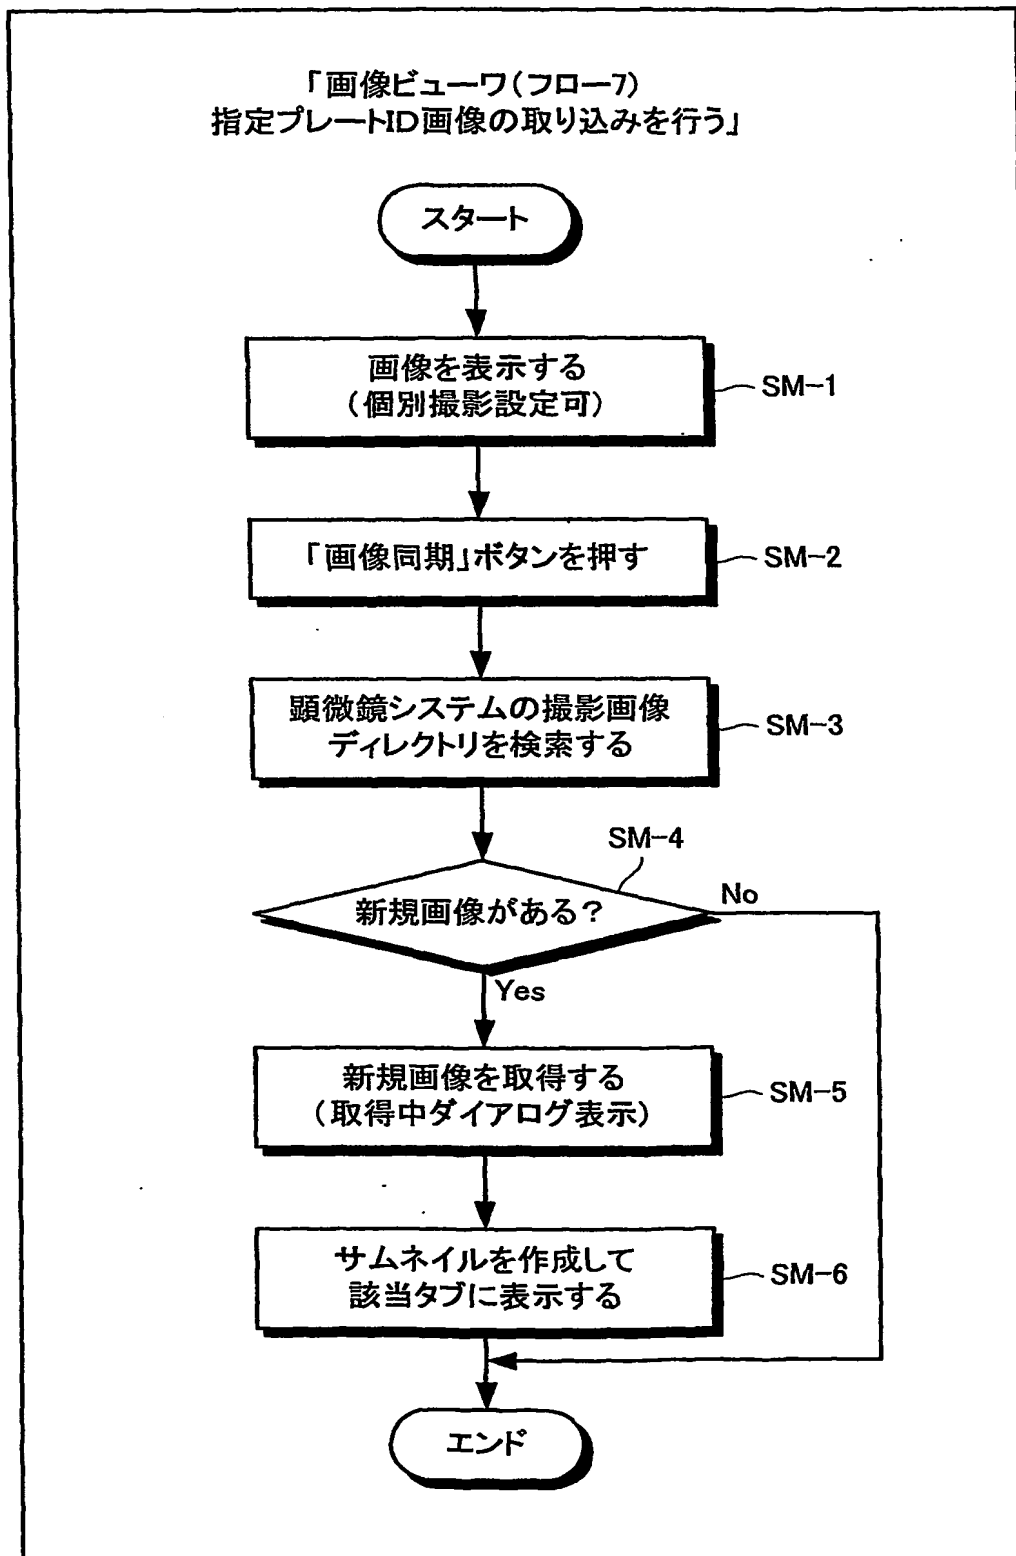 「画像ビューワ(フロー7)
指定プレートID画像の取り込みを行う」
スタート
画像を表示する
(個別撮影設定可)
SM-1
「画像同期」ボタンを押す
SM-2
顕微鏡システムの撮影画像
ディレクトリを検索する
SM-3
SM-4
新規画像がある?
No
Yes
新規画像を取得する
(取得中ダイアログ表示)
SM-5
サムネイルを作成して
該当タブに表示する
SM-6
エンド